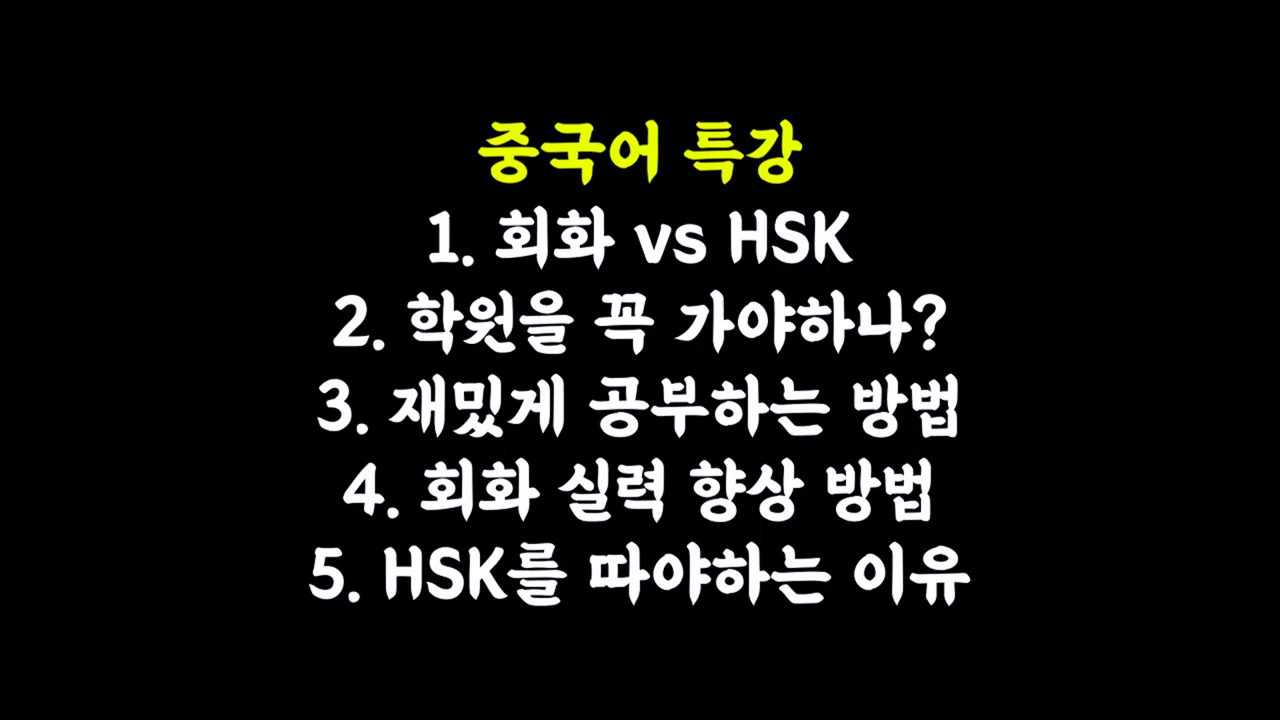 중국어 특강
1. 회화 vs HSK
2. 학원을 꼭 가야하나?
3. 재밌게 공부하는 방법
4. 회화 실력 향상 방법
5. HSK를 따야하는 이유